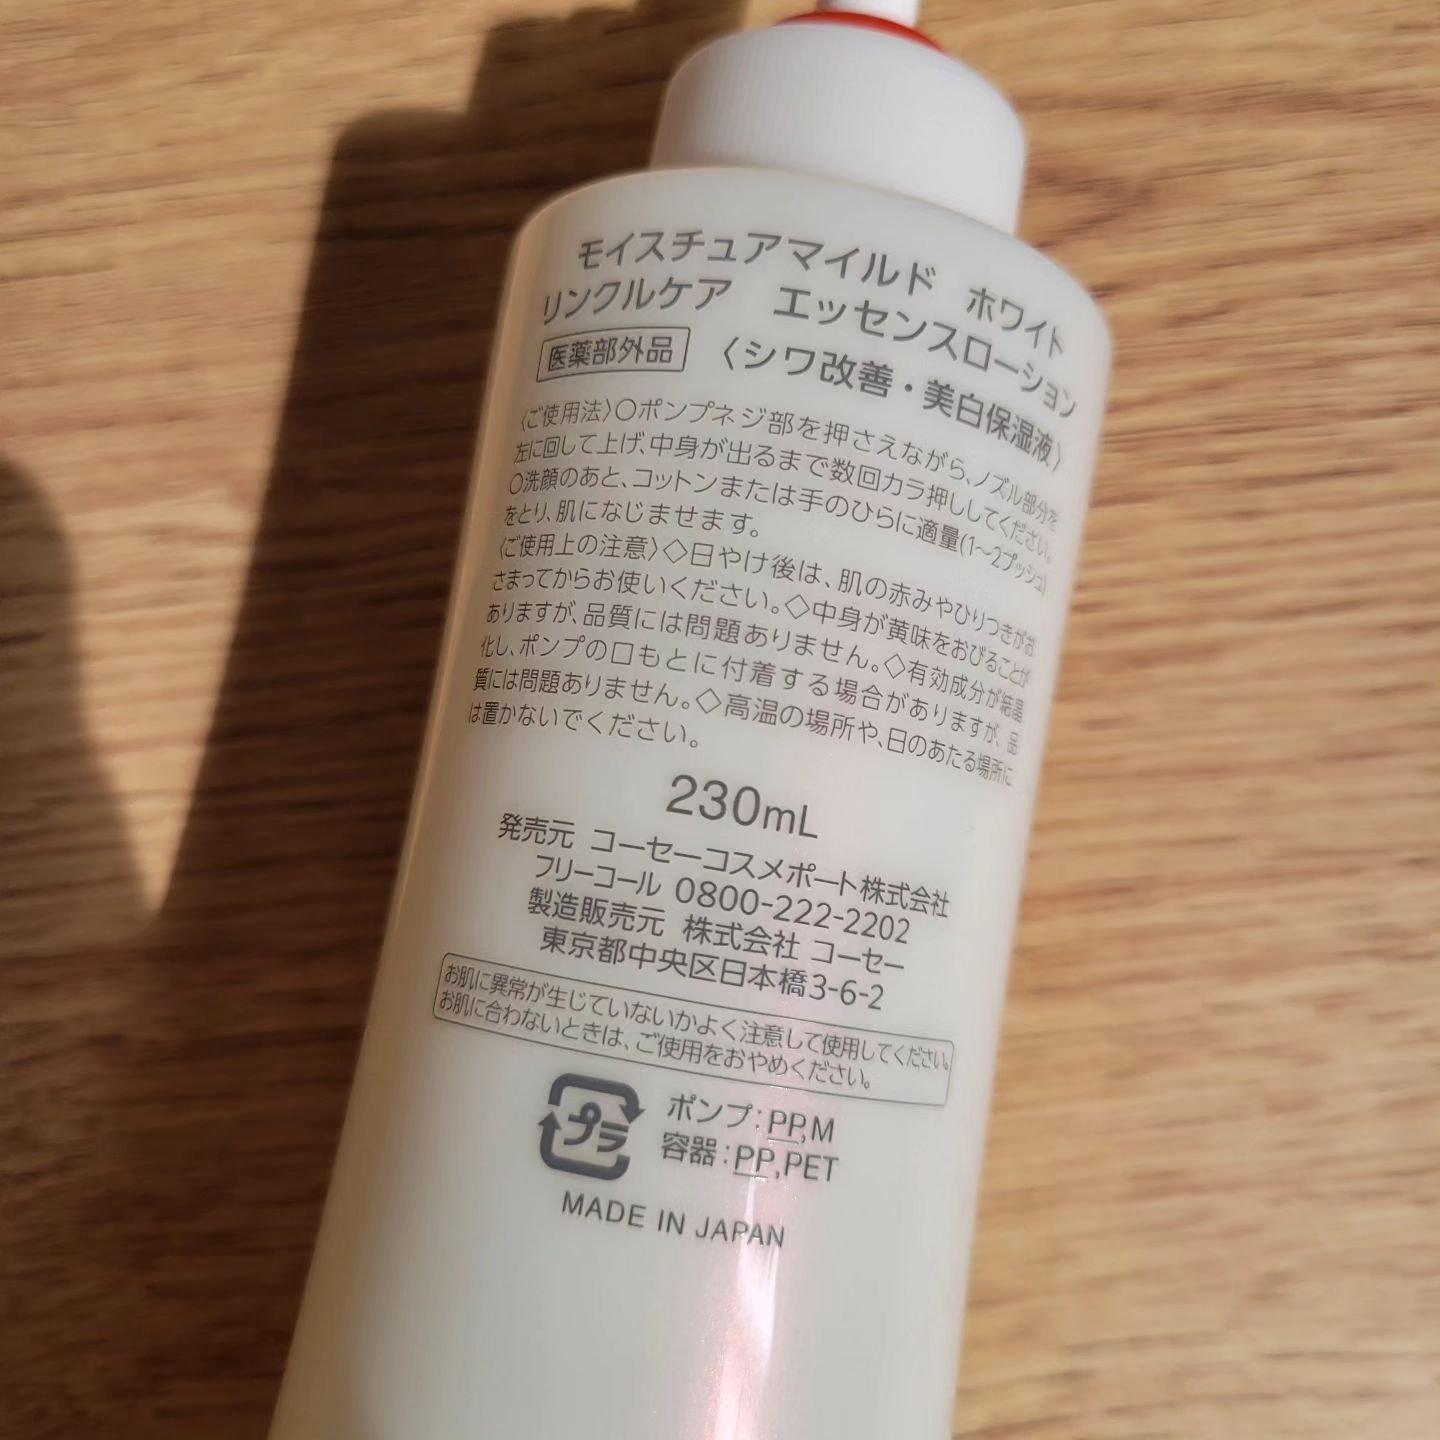 モイスチュアマイルド ホワイト
リンクルケア エッセンスローション
医薬部外品 〈シワ改善・美白保湿液〉
〈ご使用法〉○ポンプネジ部を押さえながら、ノズル部分を
左に回して上げ、中身が出るまで数回カラ押ししてください。
○洗顔のあと、コットンまたは手のひらに適量(1～2プッシュ)
をとり、肌になじませます。
〈ご使用上の注意〉◇日やけ後は、肌の赤みやひりつきがお
さまってからお使いください。◇中身が黄味をおびることが
ありますが、品質には問題ありません。◇有効成分が結晶
化し、ポンプの口もとに付着する場合がありますが、品
質には問題ありません。◇高温の場所や、日のあたる場所に
は置かないでください。
230mL
発売元 コーセーコスメポート株式会社
フリーコール 0800-222-2202
製造販売元 株式会社 コーセー
東京都中央区日本橋3-6-2
お肌に異常が生じていないかよく注意して使用してください。
お肌に合わないときは、ご使用をおやめください。
プラ
ポンプ:PP,M
容器:PP,PET
MADE IN JAPAN